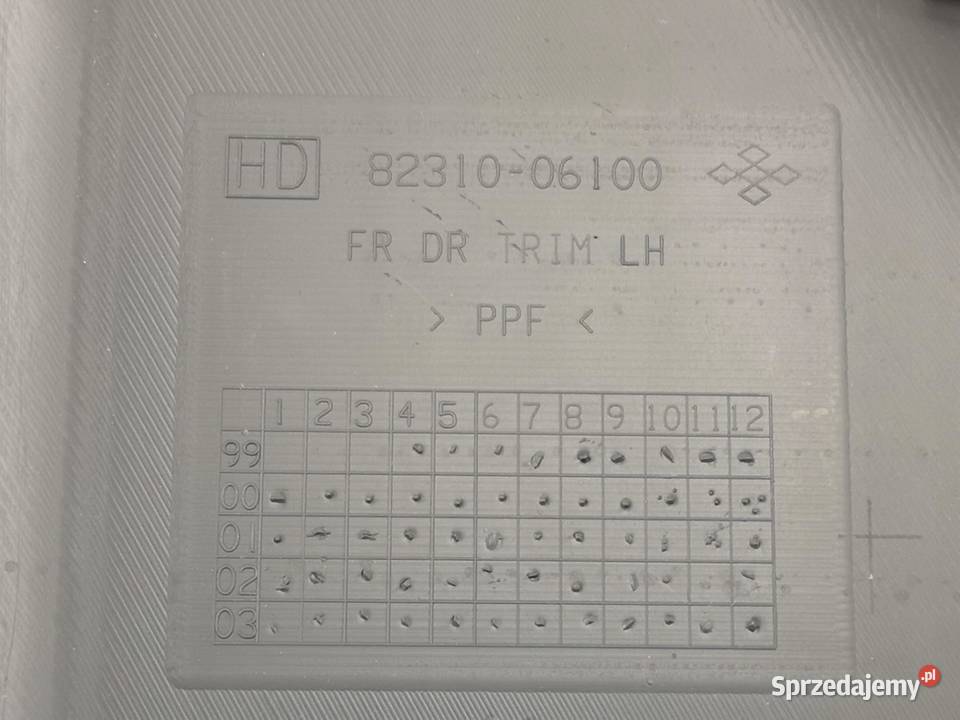 HD 82310-06100
FR DR TRIM LH
> PPF <
1 2 3 4 5 6 7 8 9 10 11 12
99
00
01
02
03
Sprzedajemy.pl